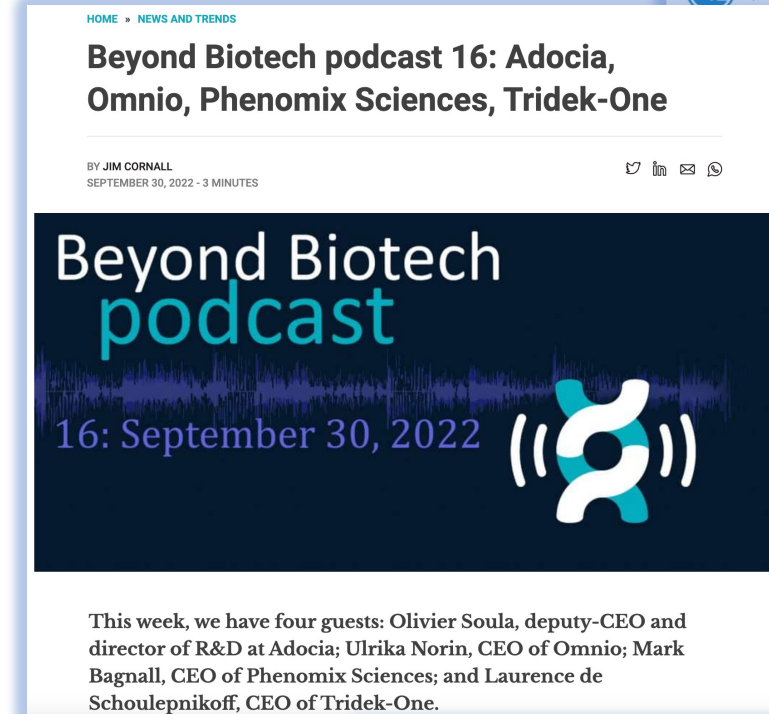 HOME » NEWS AND TRENDS
Beyond Biotech podcast 16: Adocia,
Omnio, Phenomix Sciences, Tridek-One
BY JIM CORNALL
SEPTEMBER 30, 2022 - 3 MINUTES
Beyond Biotech
podcast
16: September 30, 2022
This week, we have four guests: Olivier Soula, deputy-CEO and
director of R&D at Adocia; Ulrika Norin, CEO of Omnio; Mark
Bagnall, CEO of Phenomix Sciences; and Laurence de
Schoulepnikoff, CEO of Tridek-One.